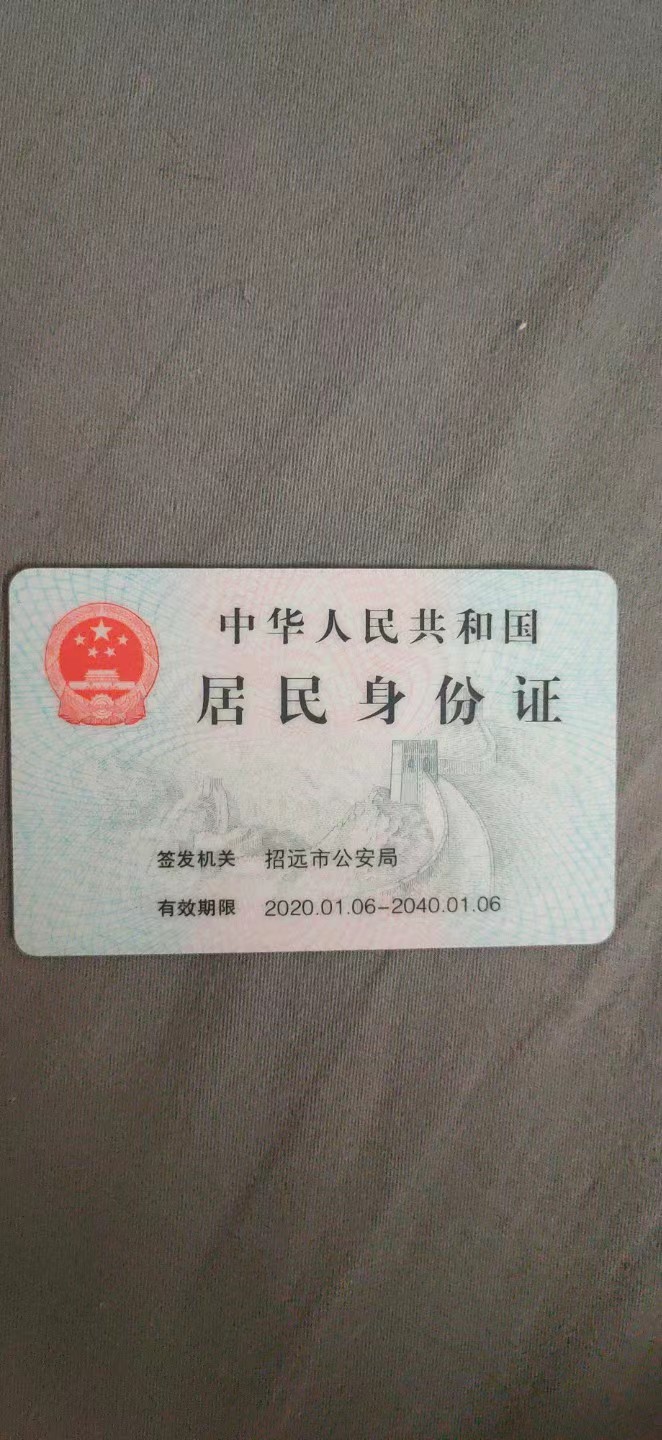 中华人民共和国
居民身份证
签发机关 招远市公安局
有效期限 2020.01.06-2040.01.06